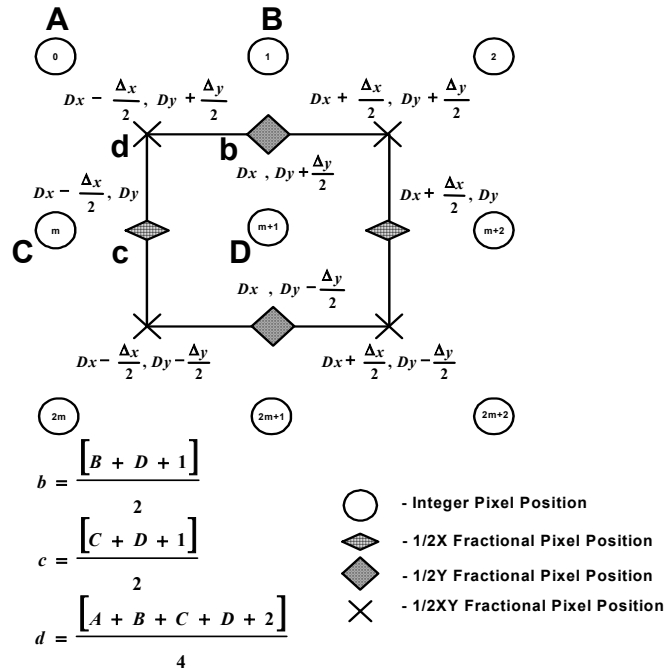 A B
0 1 2
Dx − Δx/2, Dy + Δy/2 Dx + Δx/2, Dy + Δy/2
d b
Dx , Dy + Δy/2
Dx − Δx/2, Dy Dx + Δx/2, Dy
m m+1 m+2
C c D
Dx , Dy − Δy/2
Dx − Δx/2, Dy − Δy/2 Dx + Δx/2, Dy − Δy/2
2m 2m+1 2m+2
b = [B + D + 1]/2
c = [C + D + 1]/2
d = [A + B + C + D + 2]/4
- Integer Pixel Position
- 1/2X Fractional Pixel Position
- 1/2Y Fractional Pixel Position
- 1/2XY Fractional Pixel Position